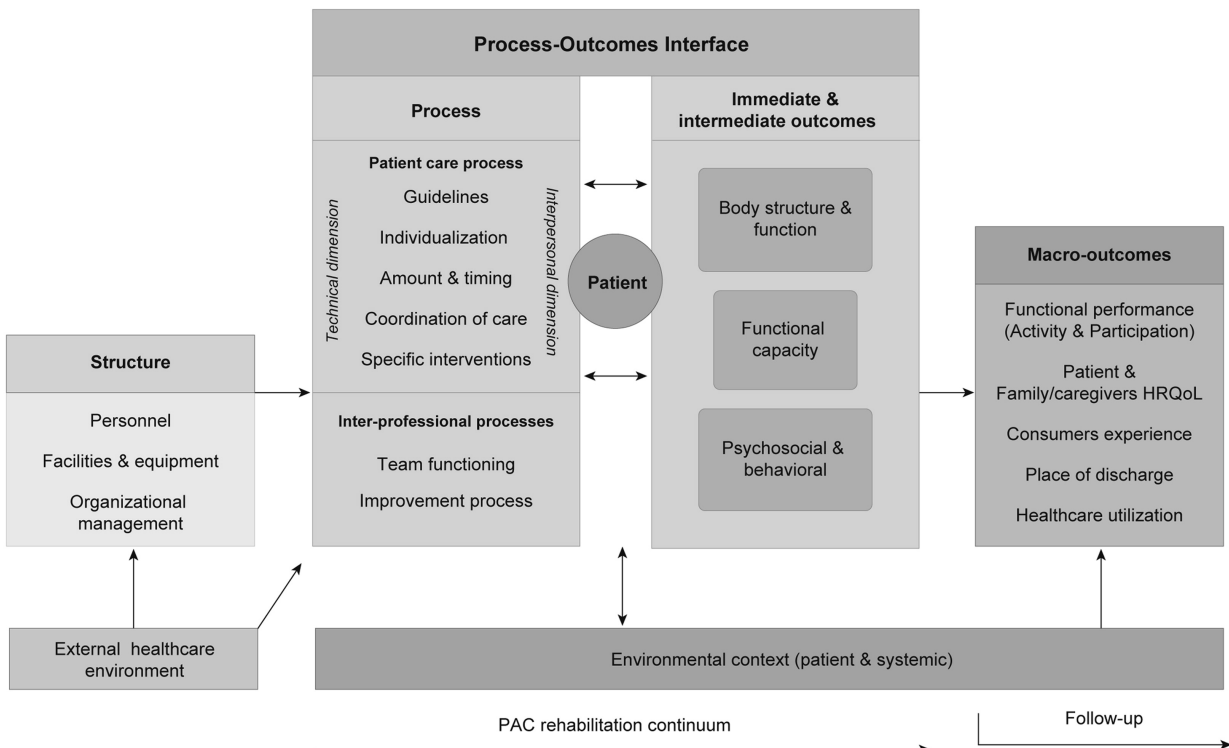 Process-Outcomes Interface
Process
Patient care process
Technical dimension
Guidelines
Individualization
Amount & timing
Coordination of care
Specific interventions
Interpersonal dimension
Inter-professional processes
Team functioning
Improvement process
Patient
Immediate &
intermediate outcomes
Body structure &
function
Functional
capacity
Psychosocial &
behavioral
Structure
Personnel
Facilities & equipment
Organizational
management
Macro-outcomes
Functional performance
(Activity & Participation)
Patient &
Family/caregivers HRQoL
Consumers experience
Place of discharge
Healthcare utilization
External healthcare
environment
Environmental context (patient & systemic)
PAC rehabilitation continuum
Follow-up